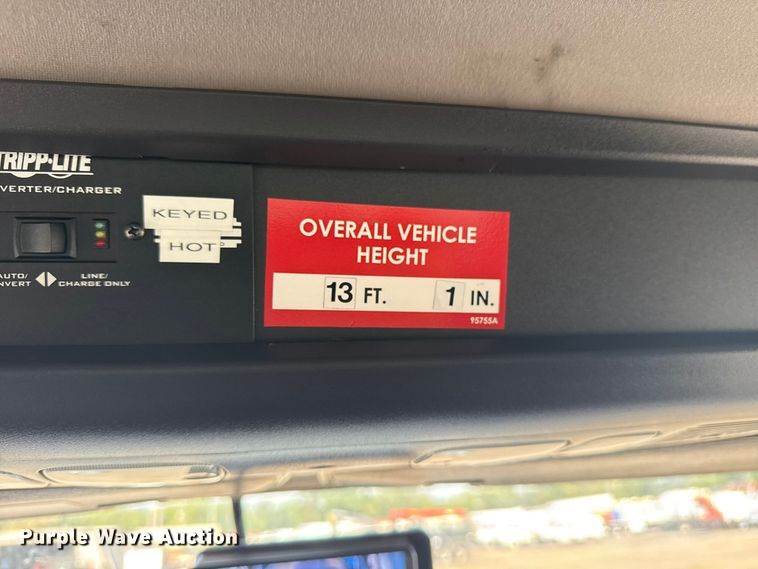 TRIPP·LITE
VERTER/CHARGER
KEYED
HOT
AUTO/
NVERT
LINE/
CHARGE ONLY
OVERALL VEHICLE
HEIGHT
13 FT. 1 IN.
95755A
Purple Wave Auction